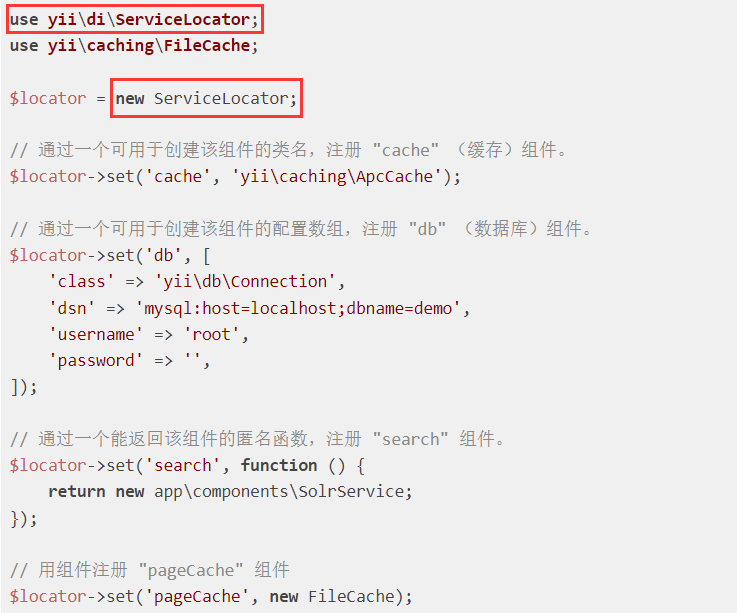 use yii\di\ServiceLocator;
use yii\caching\FileCache;
$locator = new ServiceLocator;
// 通过一个可用于创建该组件的类名，注册 "cache" （缓存）组件。
$locator->set('cache', 'yii\caching\ApcCache');
// 通过一个可用于创建该组件的配置数组，注册 "db" （数据库）组件。
$locator->set('db', [
    'class' => 'yii\db\Connection',
    'dsn' => 'mysql:host=localhost;dbname=demo',
    'username' => 'root',
    'password' => '',
]);
// 通过一个能返回该组件的匿名函数，注册 "search" 组件。
$locator->set('search', function () {
    return new app\components\SolrService;
});
// 用组件注册 "pageCache" 组件
$locator->set('pageCache', new FileCache);